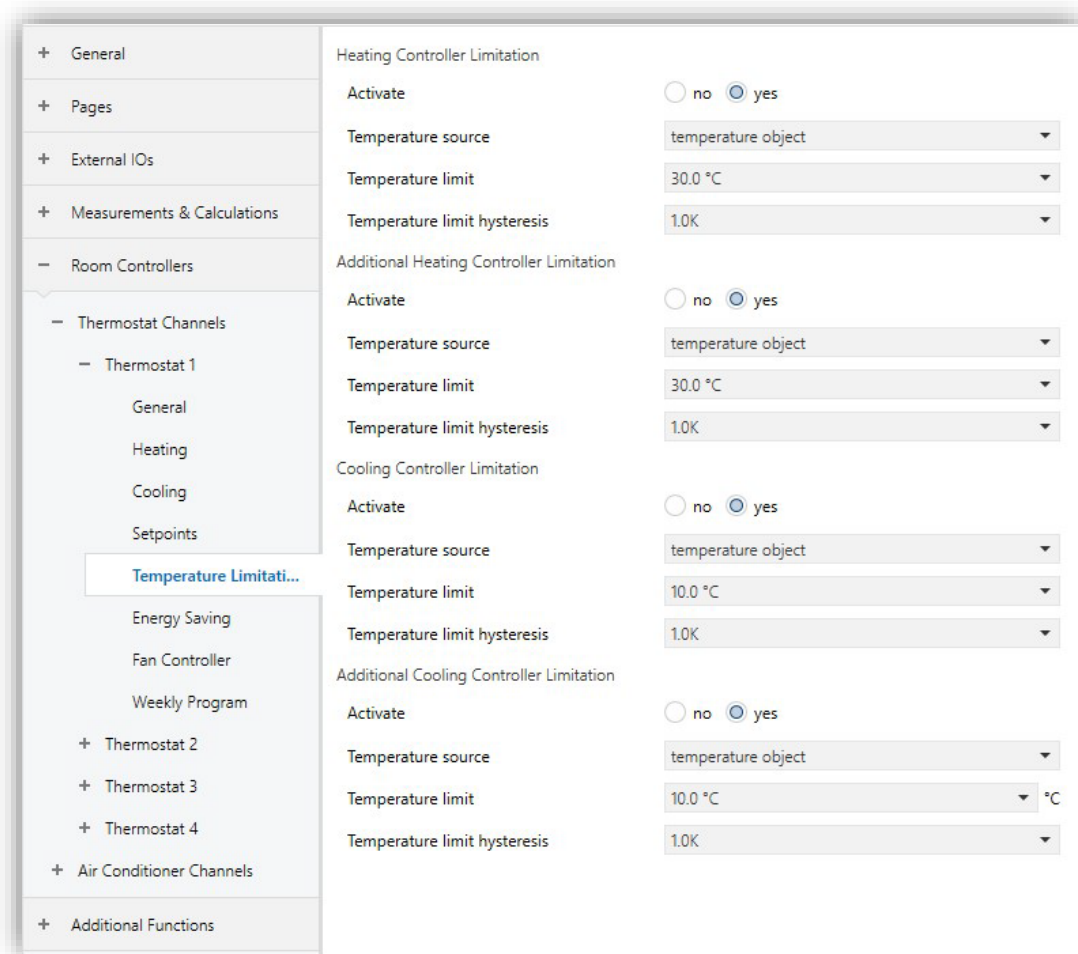 + General
+ Pages
+ External IOs
+ Measurements & Calculations
− Room Controllers
− Thermostat Channels
− Thermostat 1
General
Heating
Cooling
Setpoints
Temperature Limitati...
Energy Saving
Fan Controller
Weekly Program
+ Thermostat 2
+ Thermostat 3
+ Thermostat 4
+ Air Conditioner Channels
+ Additional Functions
Heating Controller Limitation
Activate no yes
Temperature source temperature object
Temperature limit 30.0 °C
Temperature limit hysteresis 1.0K
Additional Heating Controller Limitation
Activate no yes
Temperature source temperature object
Temperature limit 30.0 °C
Temperature limit hysteresis 1.0K
Cooling Controller Limitation
Activate no yes
Temperature source temperature object
Temperature limit 10.0 °C
Temperature limit hysteresis 1.0K
Additional Cooling Controller Limitation
Activate no yes
Temperature source temperature object
Temperature limit 10.0 °C °C
Temperature limit hysteresis 1.0K